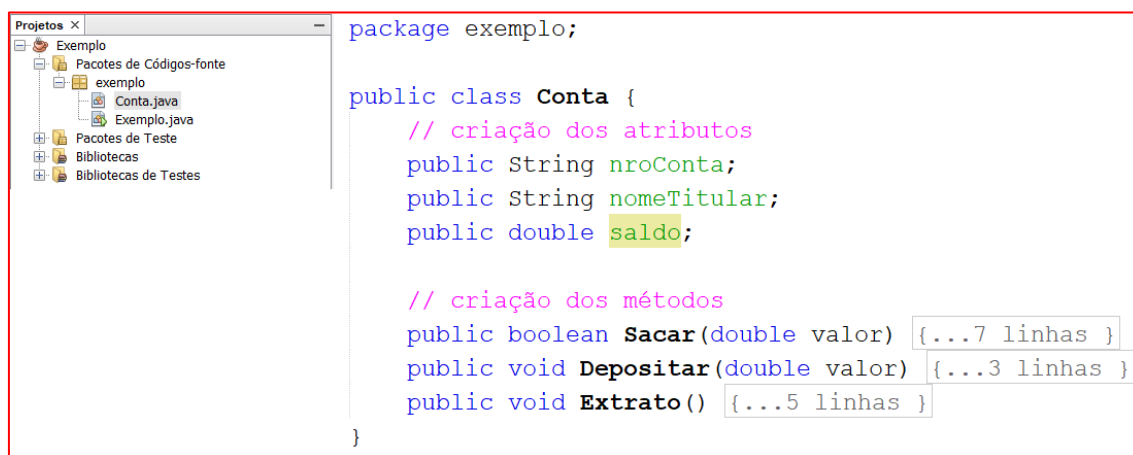 Projetos × −
Exemplo
Pacotes de Códigos-fonte
exemplo
Conta.java
Exemplo.java
Pacotes de Teste
Bibliotecas
Bibliotecas de Testes
package exemplo;
public class Conta {
// criação dos atributos
public String nroConta;
public String nomeTitular;
public double saldo;
// criação dos métodos
public boolean Sacar(double valor) {...7 linhas }
public void Depositar(double valor) {...3 linhas }
public void Extrato() {...5 linhas }
}